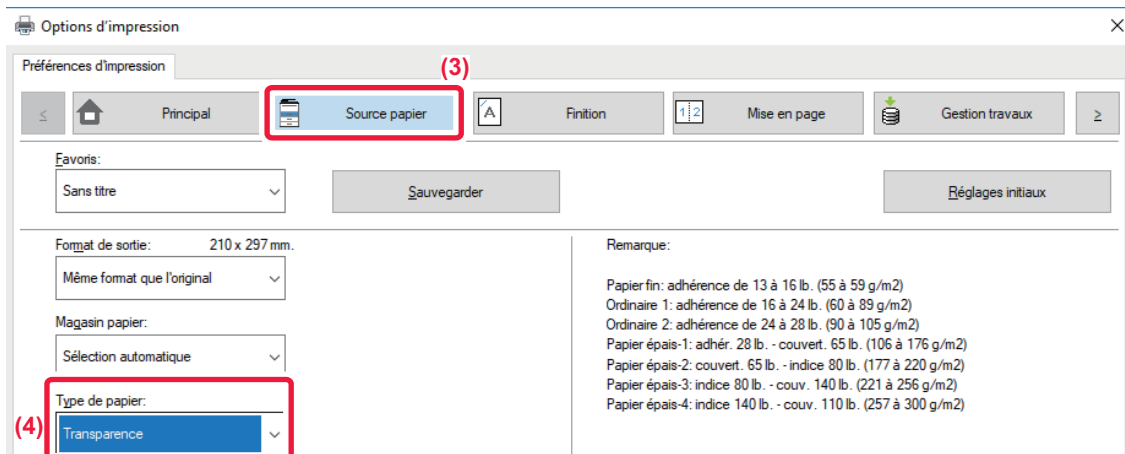 Options d'impression
Préférences d'impression
(3)
<
Principal
Source papier
A
Finition
1 2
Mise en page
Gestion travaux
>
Favoris:
Sans titre
Sauvegarder
Réglages initiaux
Format de sortie: 210 x 297 mm.
Même format que l'original
Magasin papier:
Sélection automatique
(4)
Type de papier:
Transparence
Remarque:
Papier fin: adhérence de 13 à 16 lb. (55 à 59 g/m2)
Ordinaire 1: adhérence de 16 à 24 lb. (60 à 89 g/m2)
Ordinaire 2: adhérence de 24 à 28 lb. (90 à 105 g/m2)
Papier épais-1: adhér. 28 lb. - couvert. 65 lb. (106 à 176 g/m2)
Papier épais-2: couvert. 65 lb. - indice 80 lb. (177 à 220 g/m2)
Papier épais-3: indice 80 lb. - couv. 140 lb. (221 à 256 g/m2)
Papier épais-4: indice 140 lb. - couv. 110 lb. (257 à 300 g/m2)